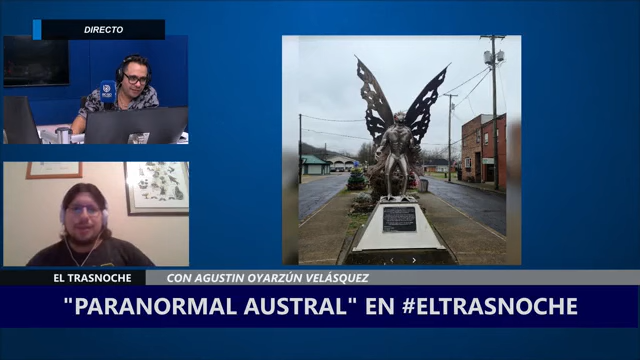 DIRECTO
EL TRASNOCHE
CON AGUSTIN OYARZÚN VELÁSQUEZ
"PARANORMAL AUSTRAL" EN #ELTRASNOCHE